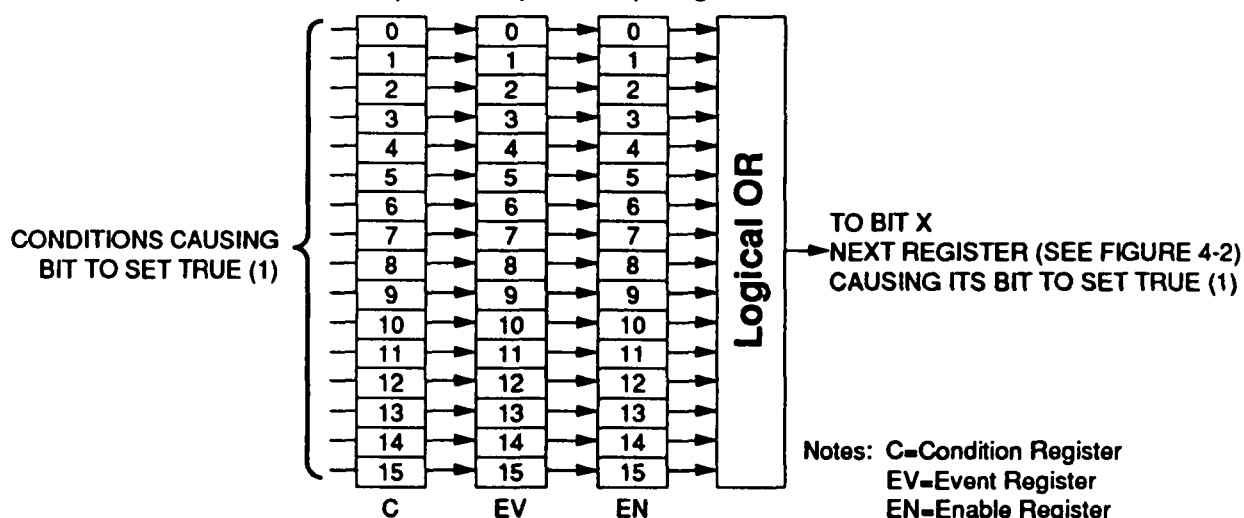 0 0 0
1 1 1
2 2 2
3 3 3
4 4 4
5 5 5
6 6 6
7 7 7
8 8 8
9 9 9
10 10 10
11 11 11
12 12 12
13 13 13
14 14 14
15 15 15
C EV EN
CONDITIONS CAUSING
BIT TO SET TRUE (1)
Logical OR
TO BIT X
NEXT REGISTER (SEE FIGURE 4-2)
CAUSING ITS BIT TO SET TRUE (1)
Notes: C=Condition Register
EV=Event Register
EN=Enable Register